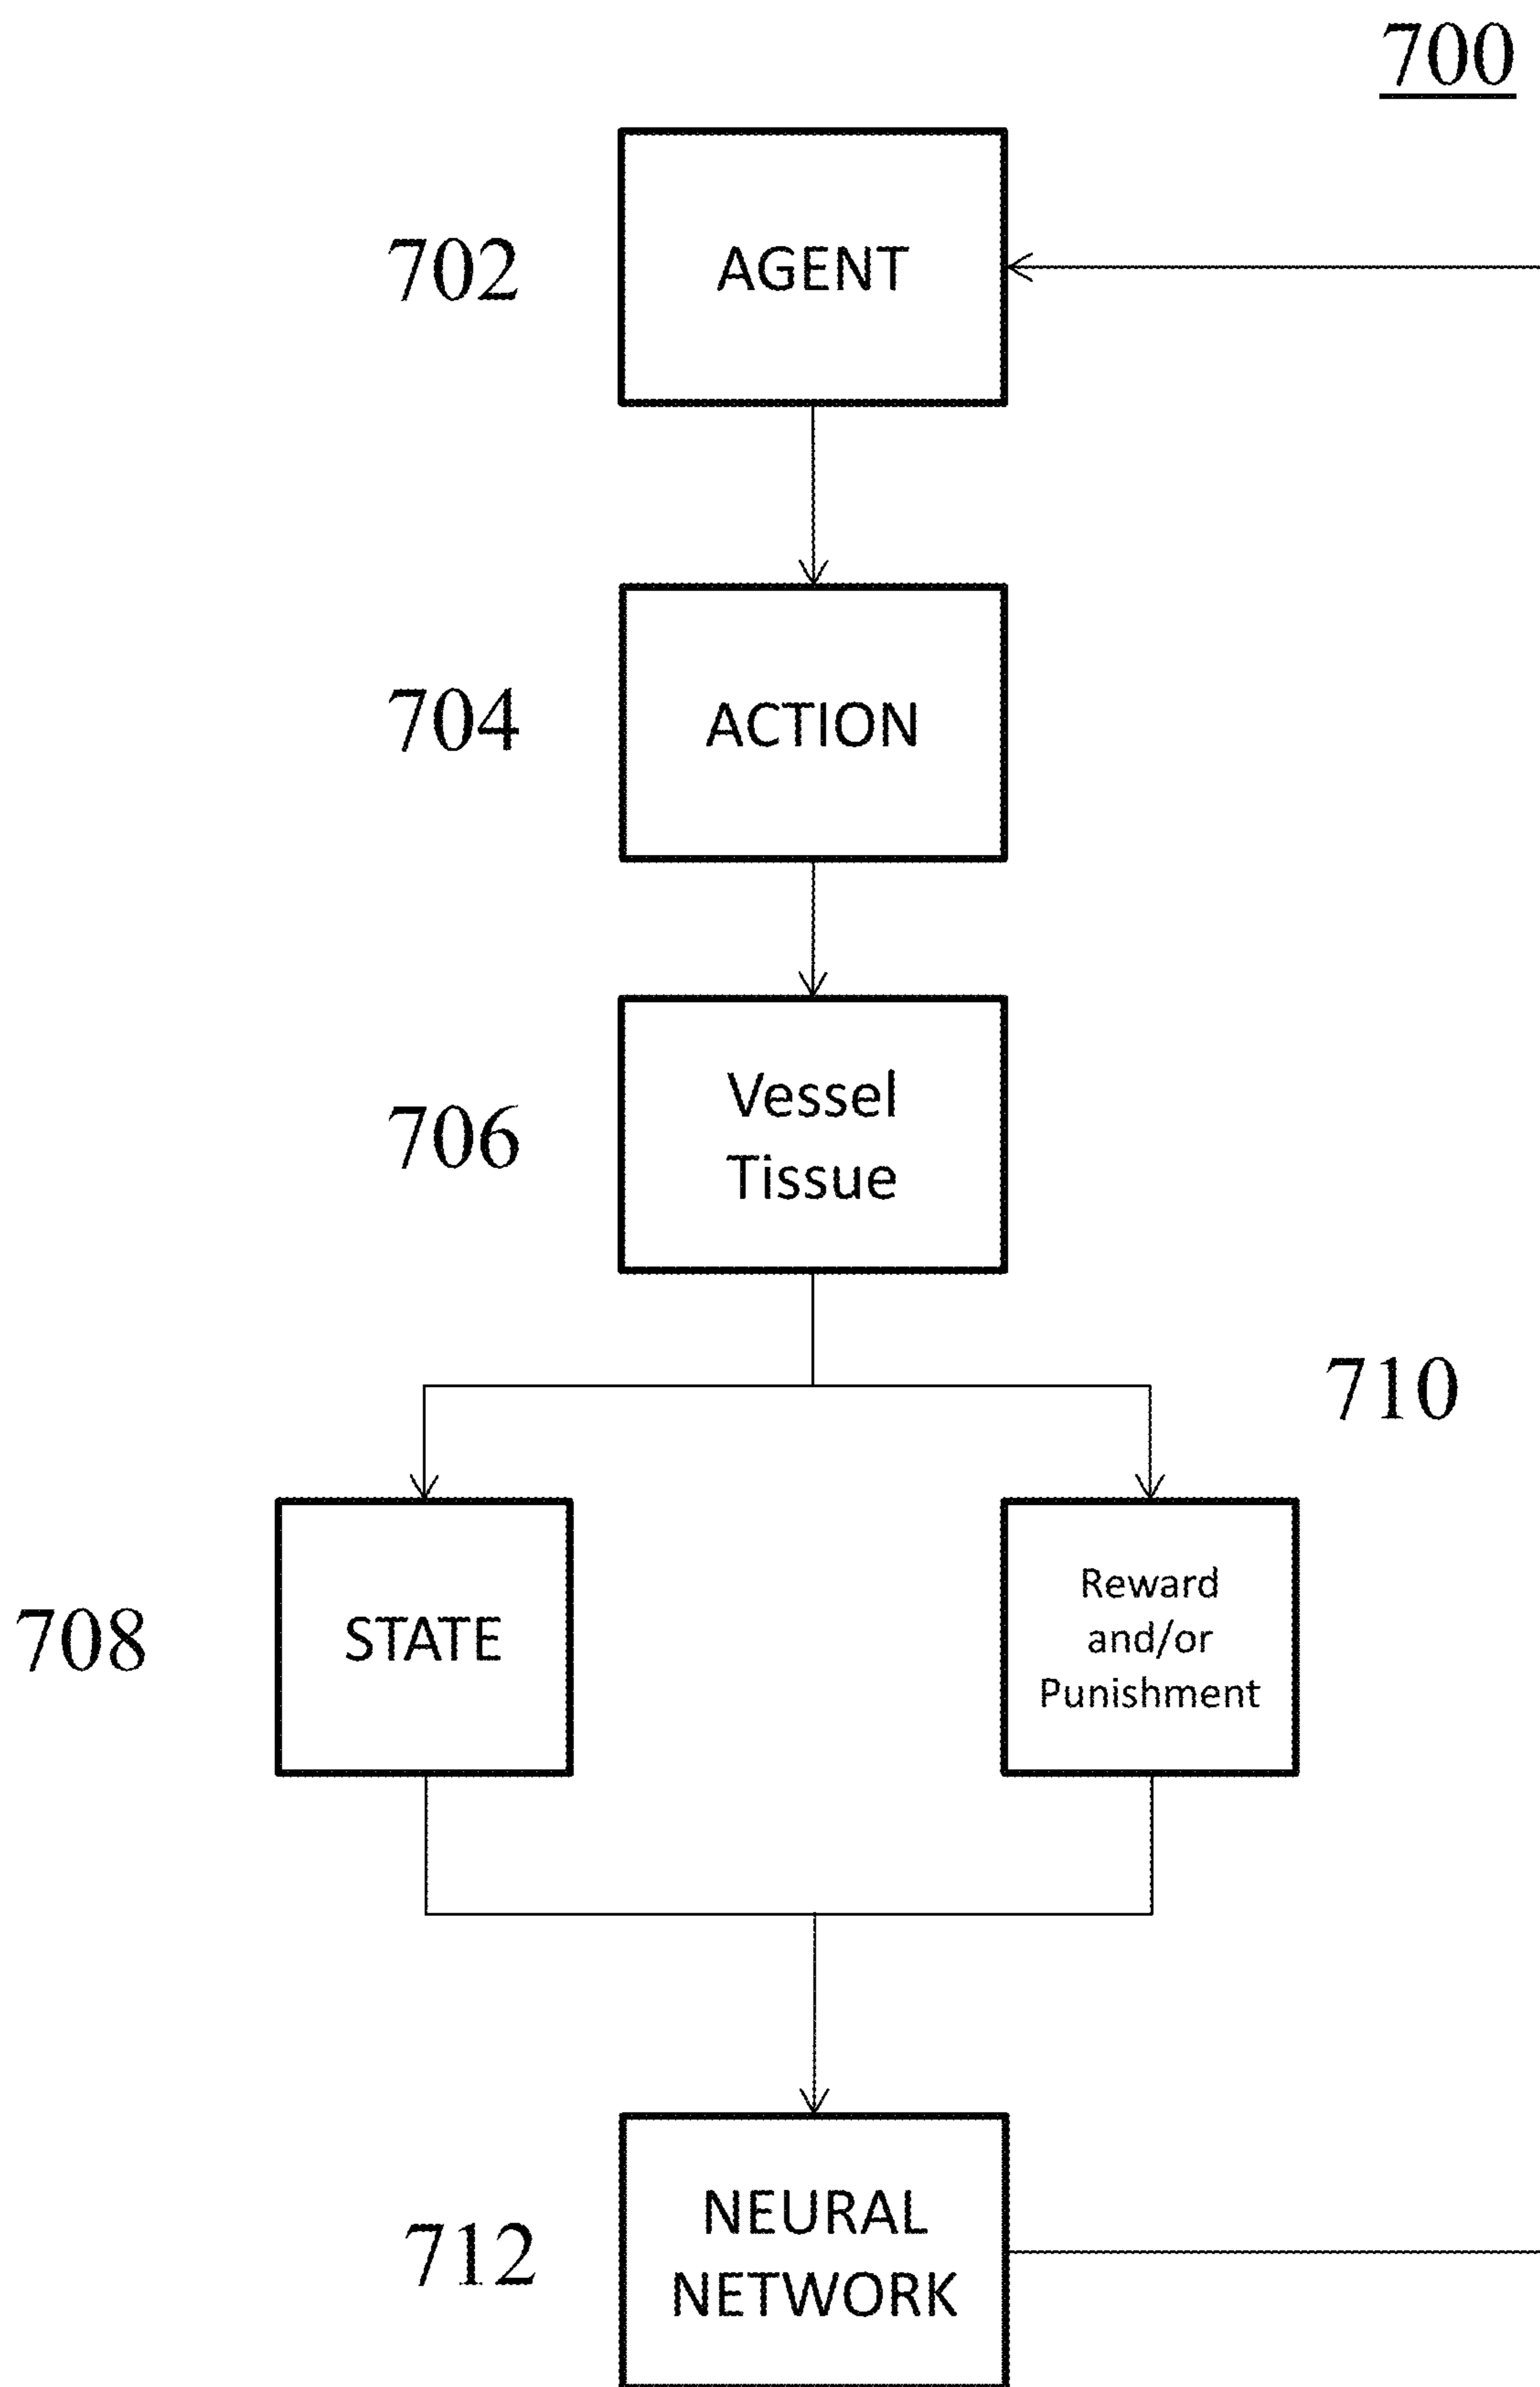 700
702
AGENT
704
ACTION
706
Vessel
Tissue
710
708
STATE
Reward
and/or
Punishment
712
NEURAL
NETWORK